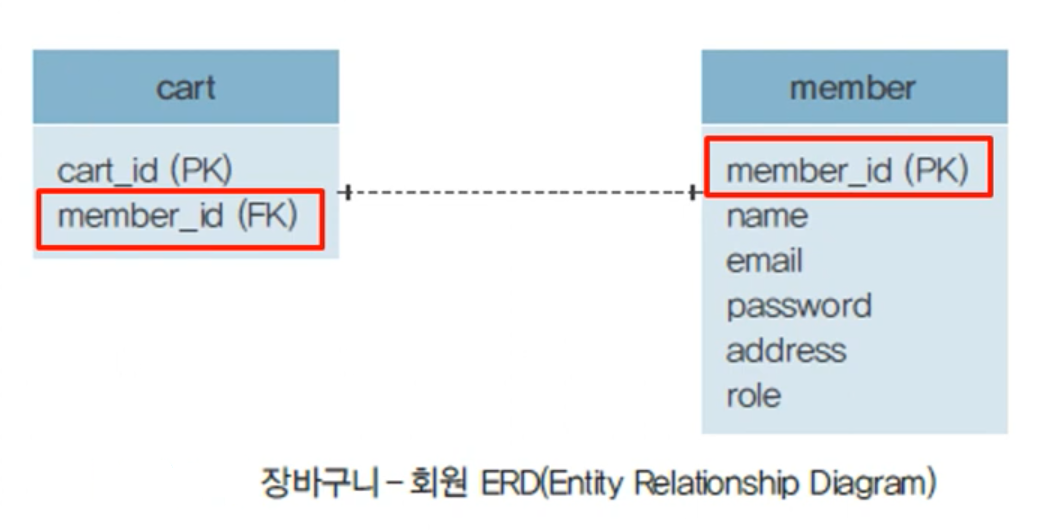 cart
cart_id (PK)
member_id (FK)
member
member_id (PK)
name
email
password
address
role
장바구니 – 회원 ERD(Entity Relationship Diagram)